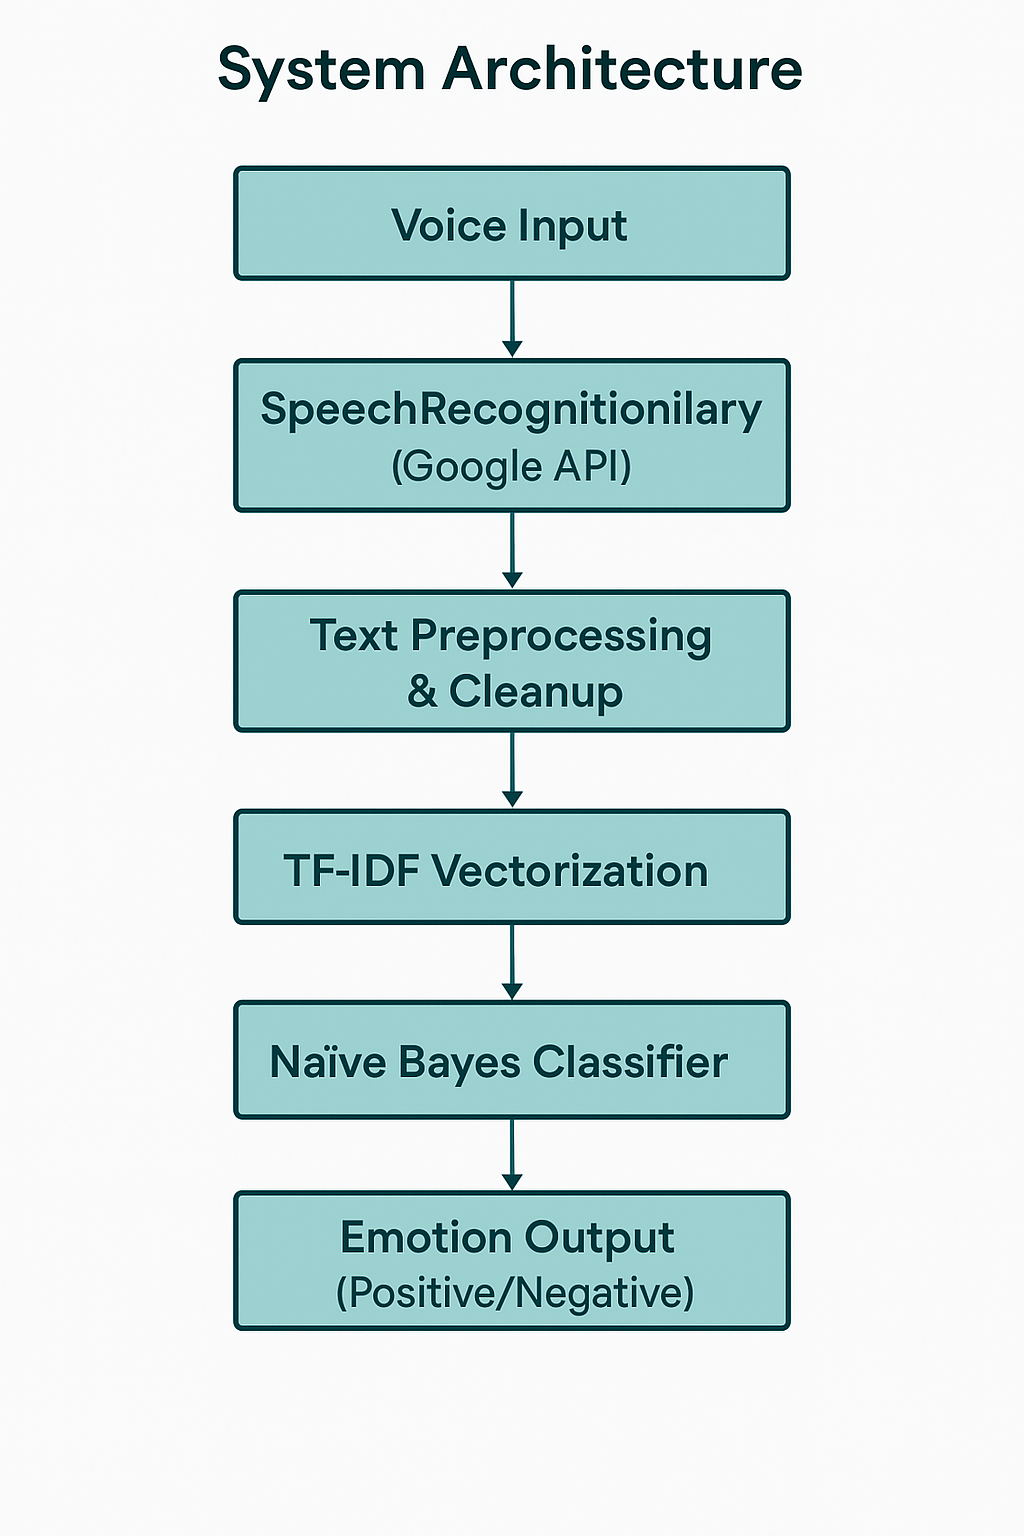 System Architecture
Voice Input
SpeechRecognitionilary
(Google API)
Text Preprocessing
& Cleanup
TF-IDF Vectorization
Naïve Bayes Classifier
Emotion Output
(Positive/Negative)